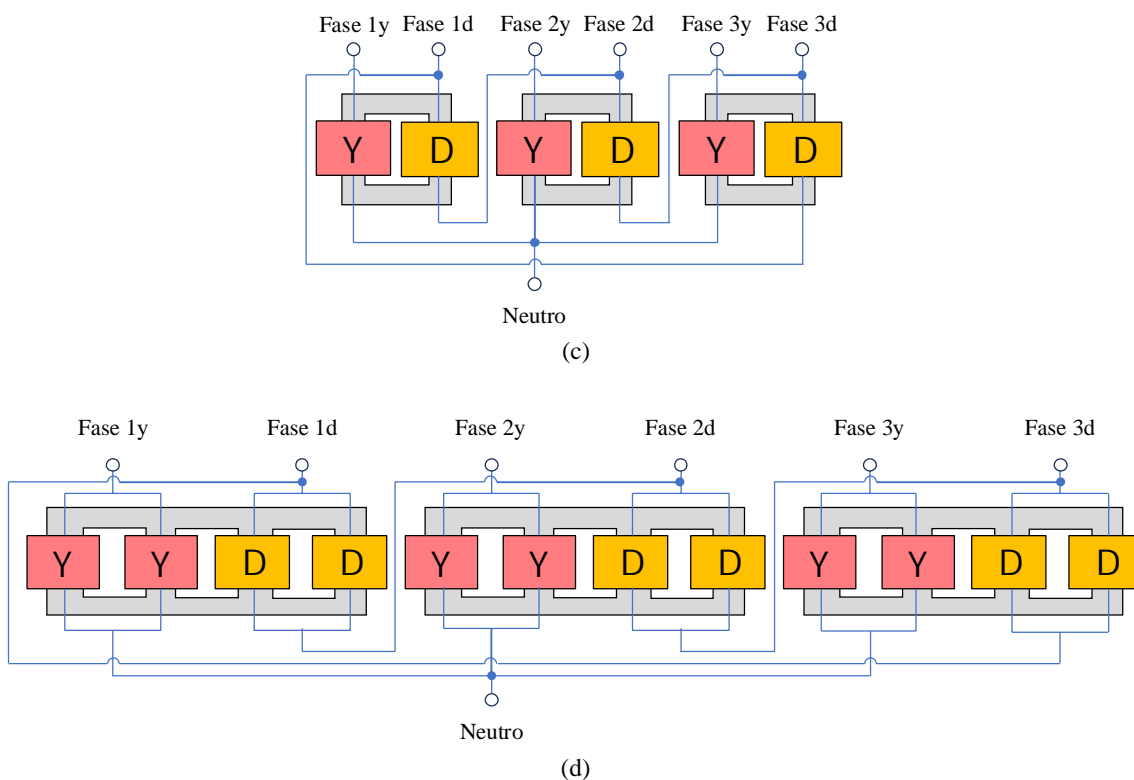 Fase 1y Fase 1d Fase 2y Fase 2d Fase 3y Fase 3d
Y D Y D Y D
Neutro
(c)
Fase 1y Fase 1d Fase 2y Fase 2d Fase 3y Fase 3d
Y Y D D Y Y D D Y Y D D
Neutro
(d)